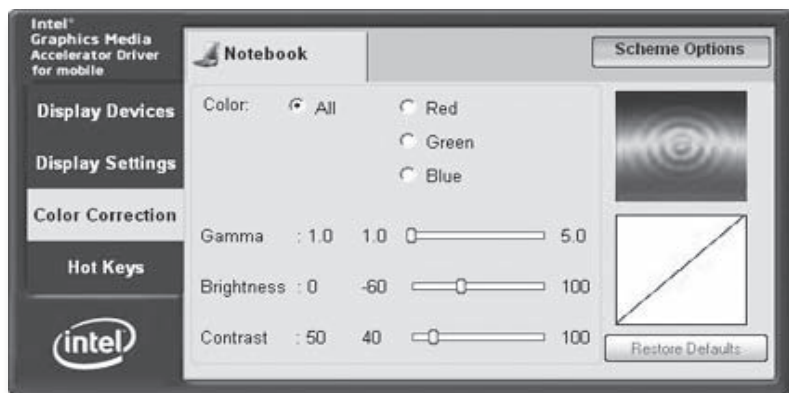 Intel®
Graphics Media
Accelerator Driver
for mobile
Notebook
Scheme Options
Display Devices
Display Settings
Color Correction
Hot Keys
intel
Color: All Red
Green
Blue
Gamma : 1.0 1.0 5.0
Brightness : 0 -60 100
Contrast : 50 40 100
Restore Defaults